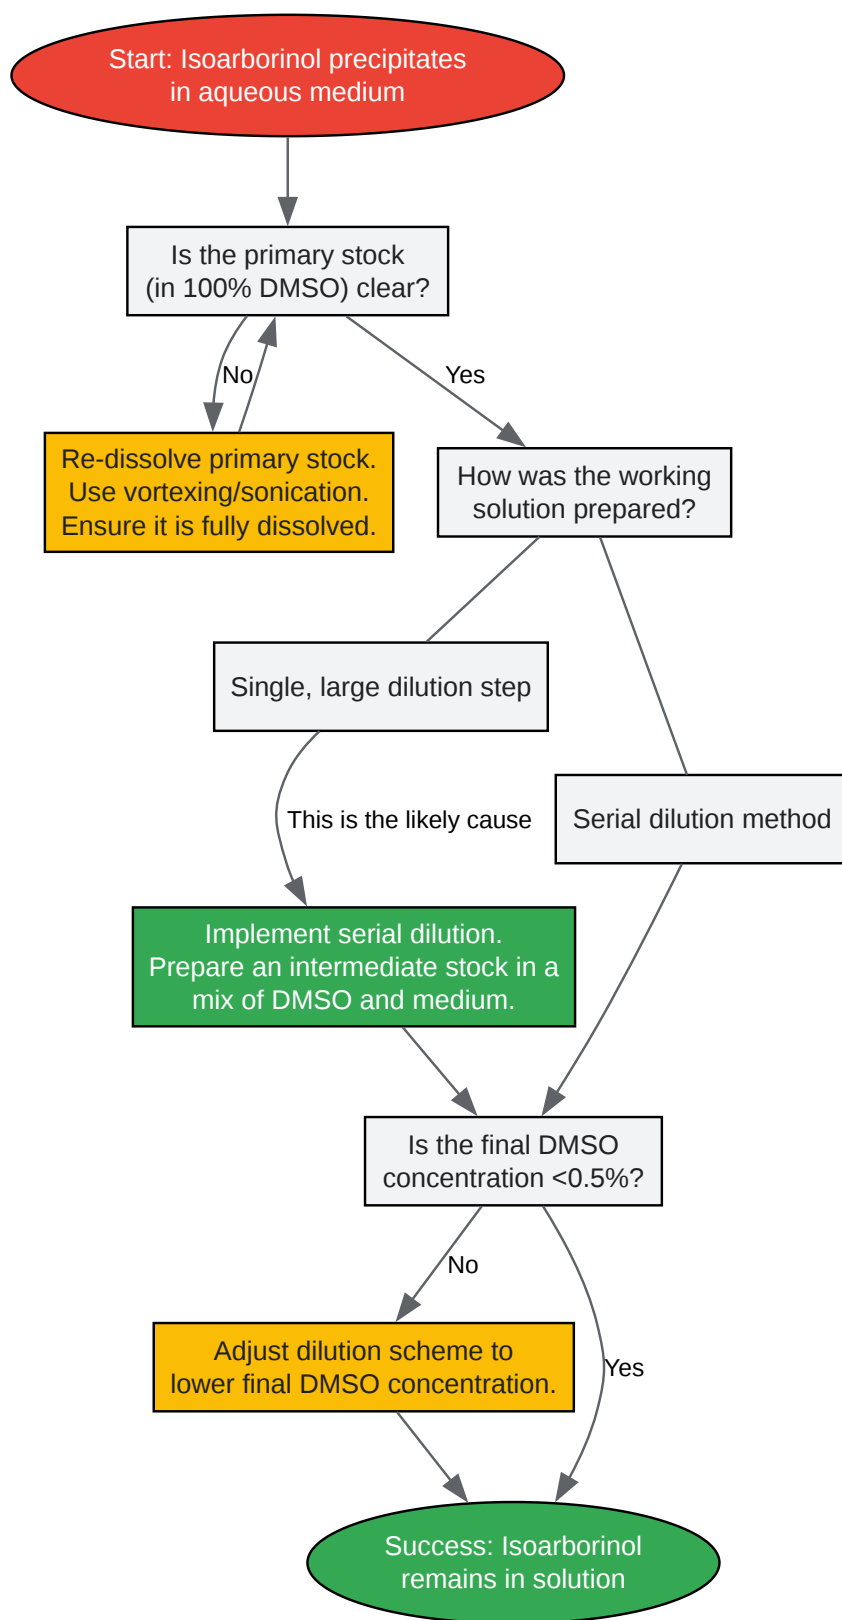 Start: Isoarborinol precipitates
in aqueous medium
Is the primary stock
(in 100% DMSO) clear?
No
Yes
Re-dissolve primary stock.
Use vortexing/sonication.
Ensure it is fully dissolved.
How was the working
solution prepared?
Single, large dilution step
This is the likely cause
Serial dilution method
Implement serial dilution.
Prepare an intermediate stock in a
mix of DMSO and medium.
Is the final DMSO
concentration <0.5%?
No
Adjust dilution scheme to
lower final DMSO concentration.
Yes
Success: Isoarborinol
remains in solution